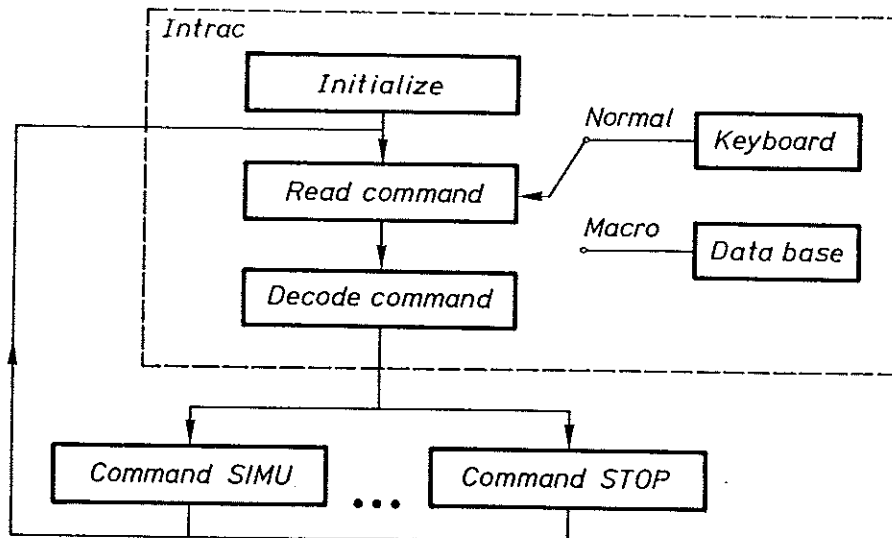 Intrac
Initialize
Normal
Keyboard
Read command
Macro
Data base
Decode command
Command SIMU
...
Command STOP